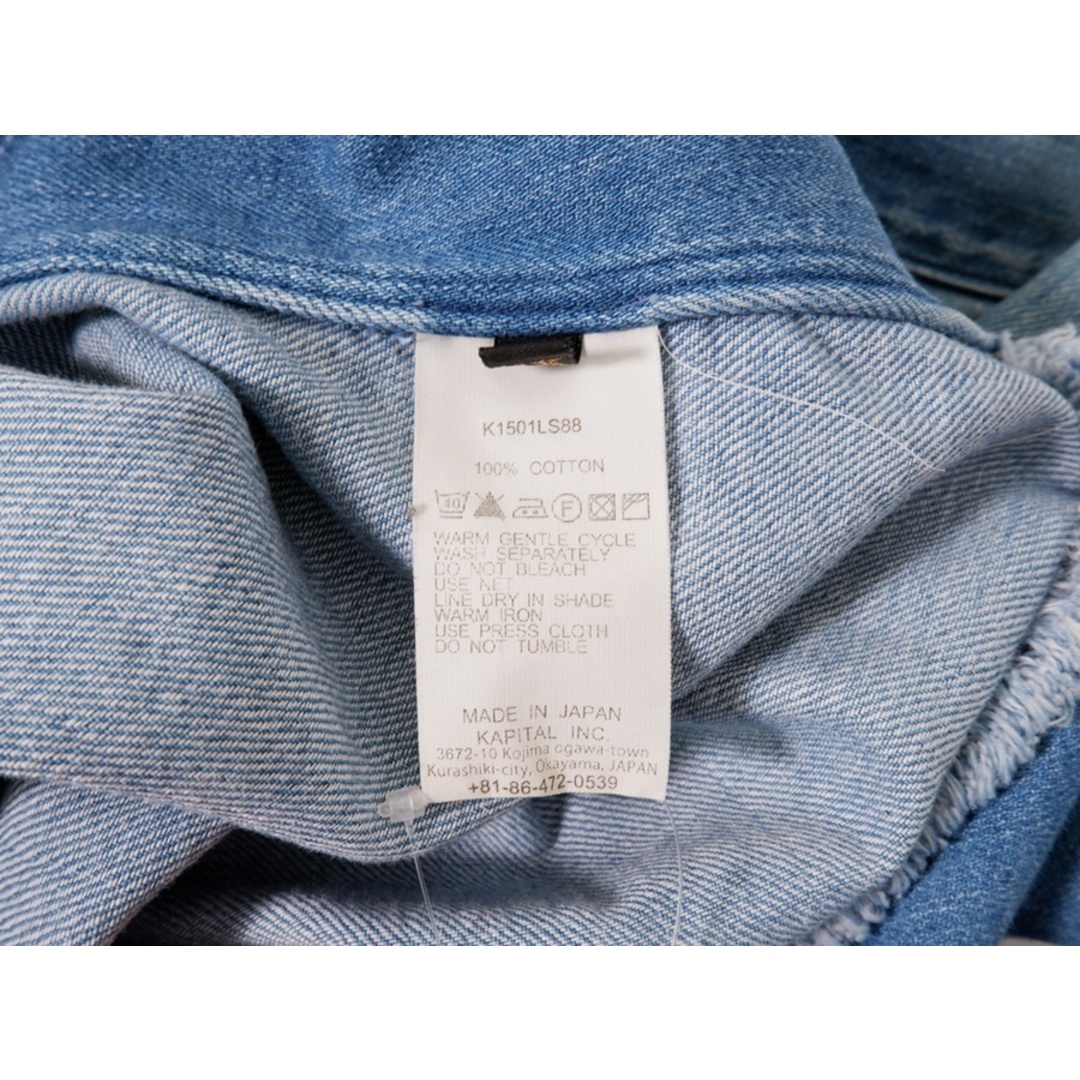 K1501LS88
100% COTTON
40 F
WARM GENTLE CYCLE
WASH SEPARATELY
DO NOT BLEACH
USE NET
LINE DRY IN SHADE
WARM IRON
USE PRESS CLOTH
DO NOT TUMBLE
MADE IN JAPAN
KAPITAL INC.
3672-10 Kojima ogawa-town
Kurashiki-city, Okayama, JAPAN
+81-86-472-0539